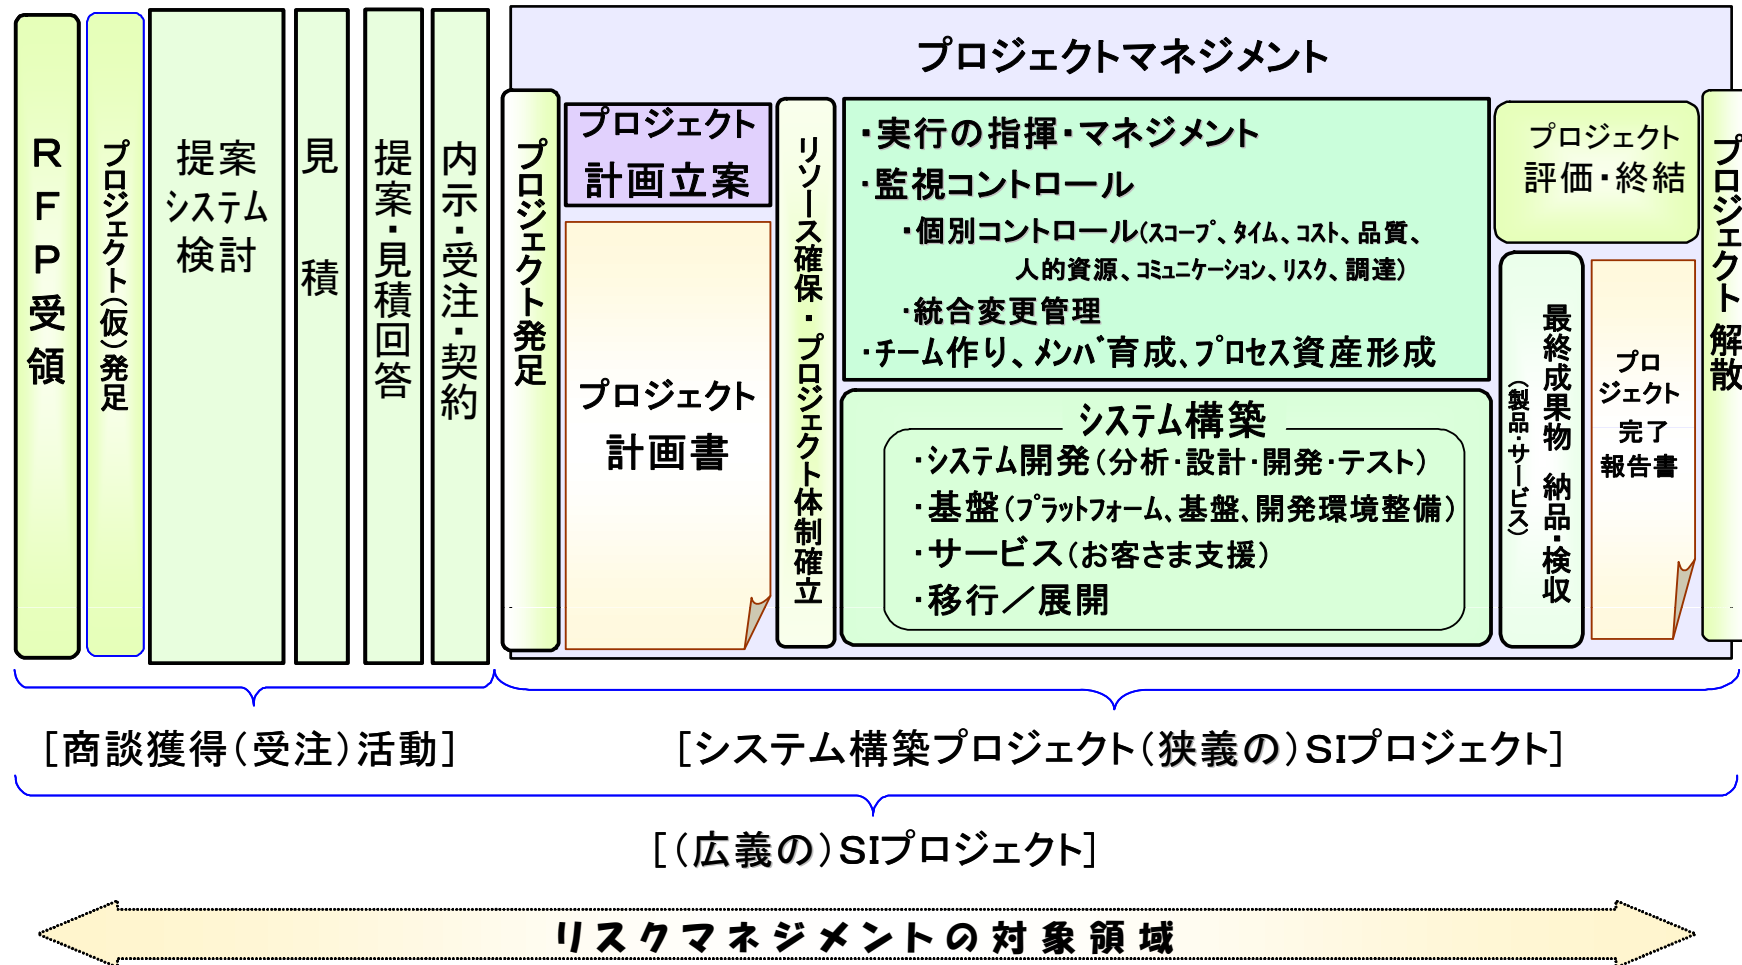 プロジェクトマネジメント
RFP受領
プロジェクト(仮)発足
提案
システム
検討
見積
提案・見積回答
内示・受注・契約
プロジェクト発足
プロジェクト
計画立案
プロジェクト
計画書
リソース確保・プロジェクト体制確立
・実行の指揮・マネジメント
・監視コントロール
・個別コントロール(スコープ、タイム、コスト、品質、
人的資源、コミュニケーション、リスク、調達)
・統合変更管理
・チーム作り、メンバ育成、プロセス資産形成
システム構築
・システム開発(分析・設計・開発・テスト)
・基盤(プラットフォーム、基盤、開発環境整備)
・サービス(お客さま支援)
・移行/展開
プロジェクト
評価・終結
最終成果物 納品・検収
(製品・サービス)
プロ
ジェクト
完了
報告書
プロジェクト解散
[商談獲得(受注)活動]
[システム構築プロジェクト(狭義の)SIプロジェクト]
[(広義の)SIプロジェクト]
リスクマネジメントの対象領域